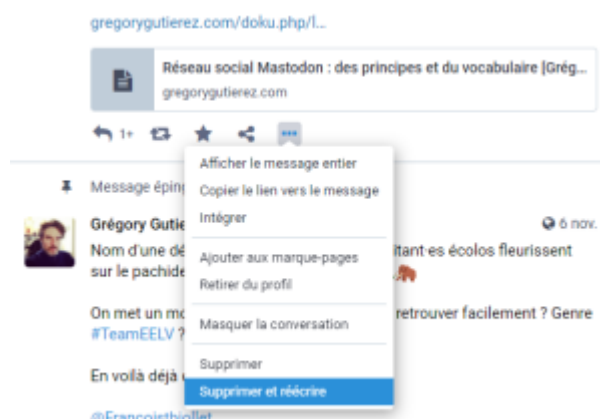 gregorygutierez.com/doku.php/l...
Réseau social Mastodon : des principes et du vocabulaire [Grég...
gregorygutierez.com
1+
Afficher le message entier
Message éping
Copier le lien vers le message
Grégory Gutie
Intégrer
6 nov.
Nom d'une dé
Ajouter aux marque-pages
itant·es écolos fleurissent
sur le pachide
Retirer du profil
On met un mo
Masquer la conversation
retrouver facilement ? Genre
#TeamEELV ?
Supprimer
En voilà déjà
Supprimer et réécrire
@Francoisthiollet